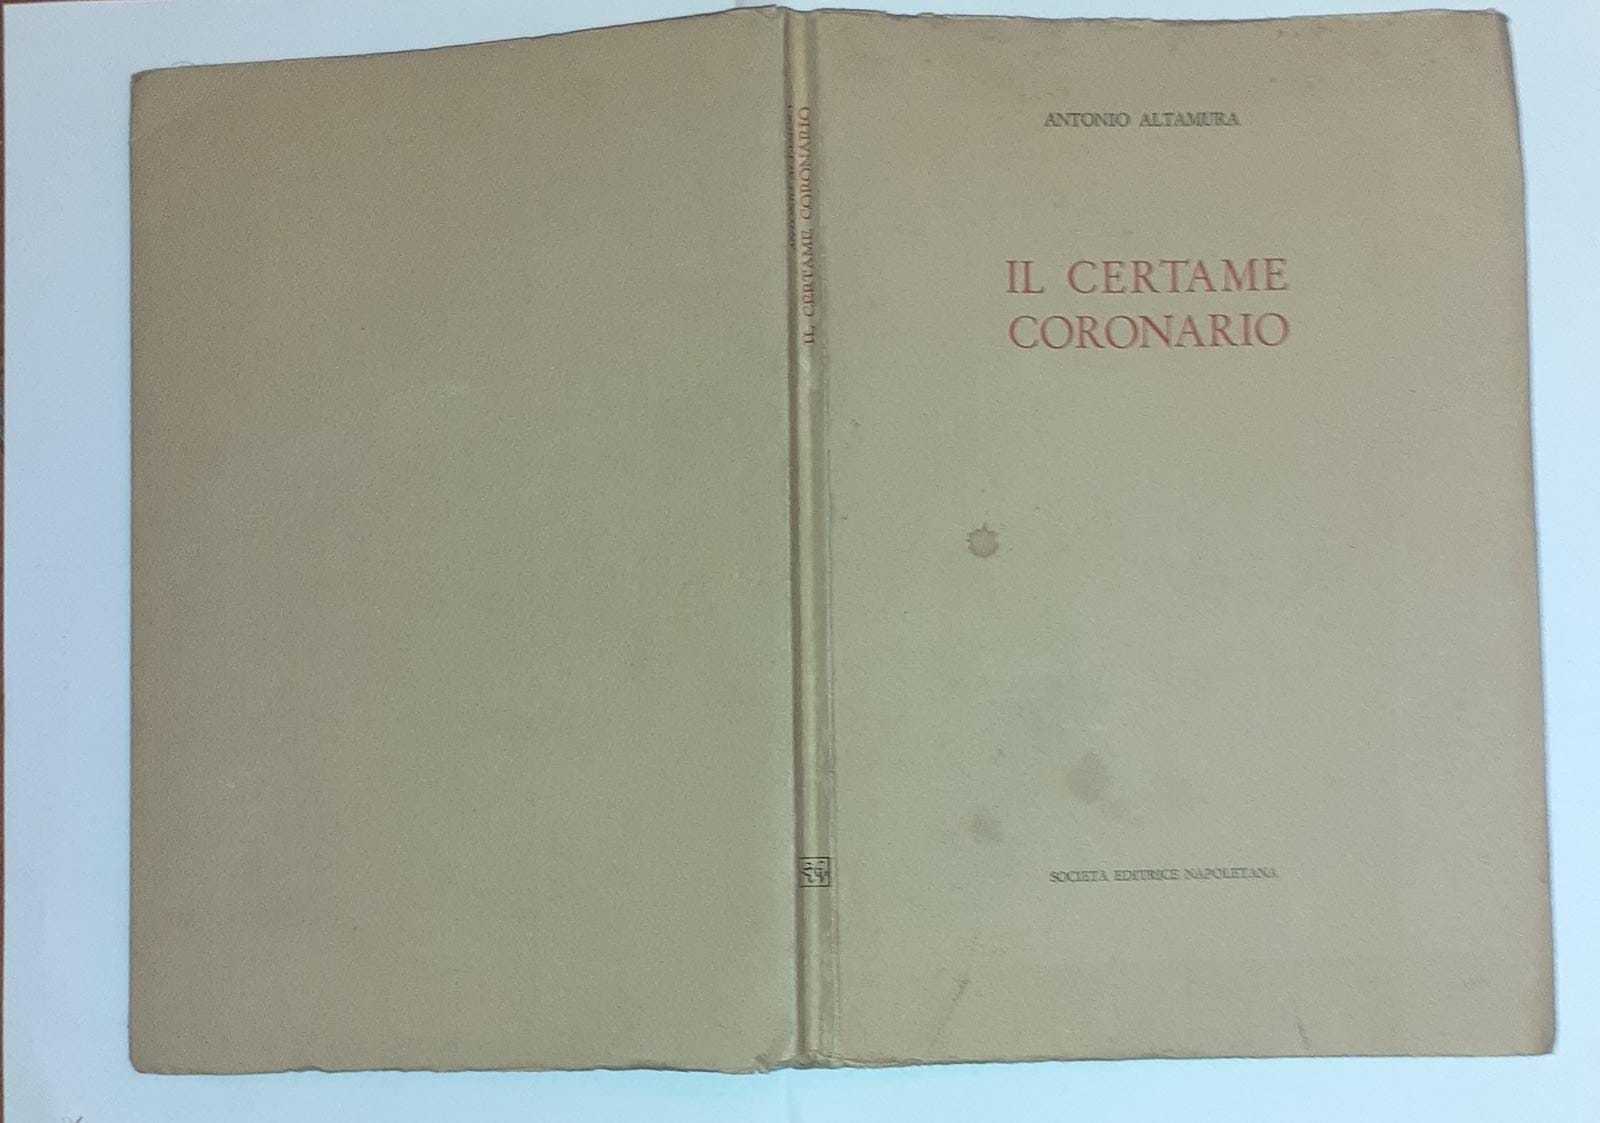 ANTONIO ALTAMURA
IL CERTAME
CORONARIO
SOCIETÀ EDITRICE NAPOLETANA
IL CERTAME CORONARIO